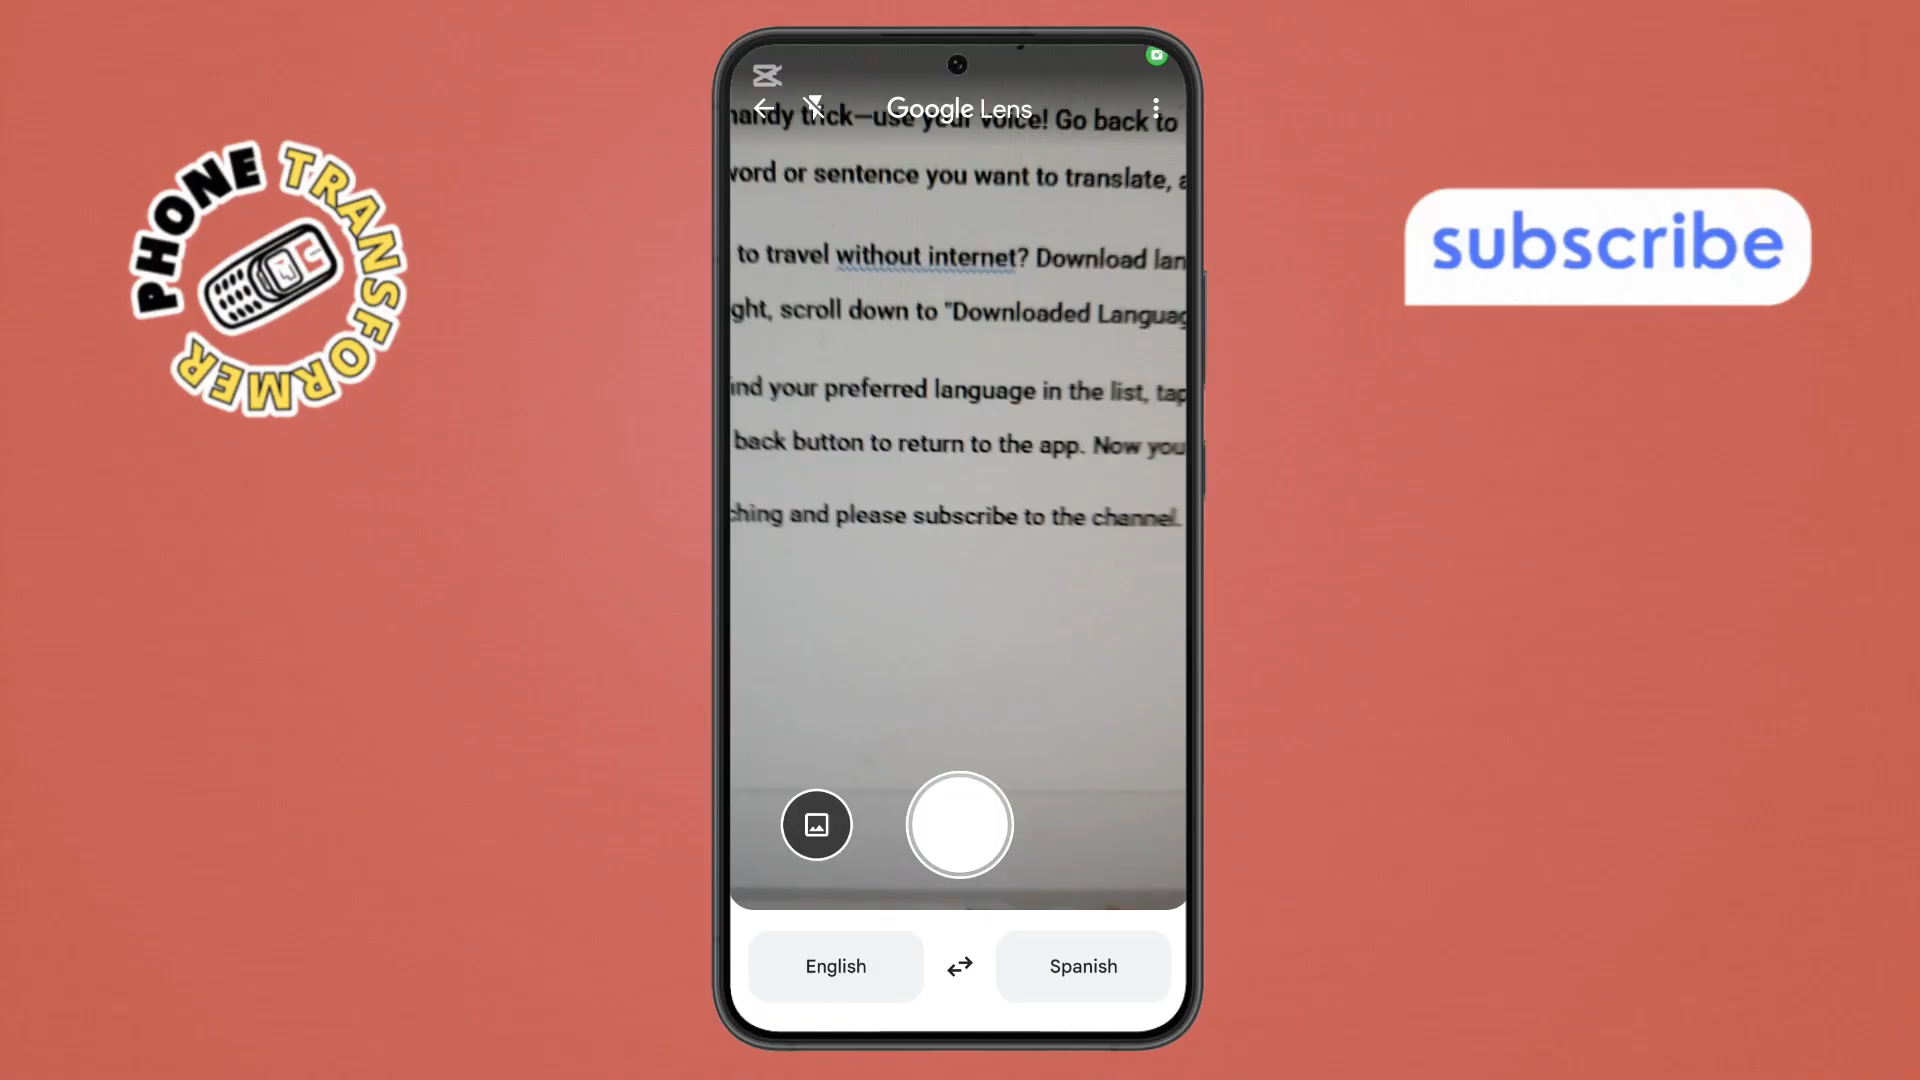 PHONE TRANSFORMER
subscribe
Google Lens
handy trick—use your voice! Go back to
word or sentence you want to translate,
to travel without internet? Download lan
ght, scroll down to "Downloaded Languag
ind your preferred language in the list, tap
back button to return to the app. Now you
ching and please subscribe to the channel.
English
Spanish